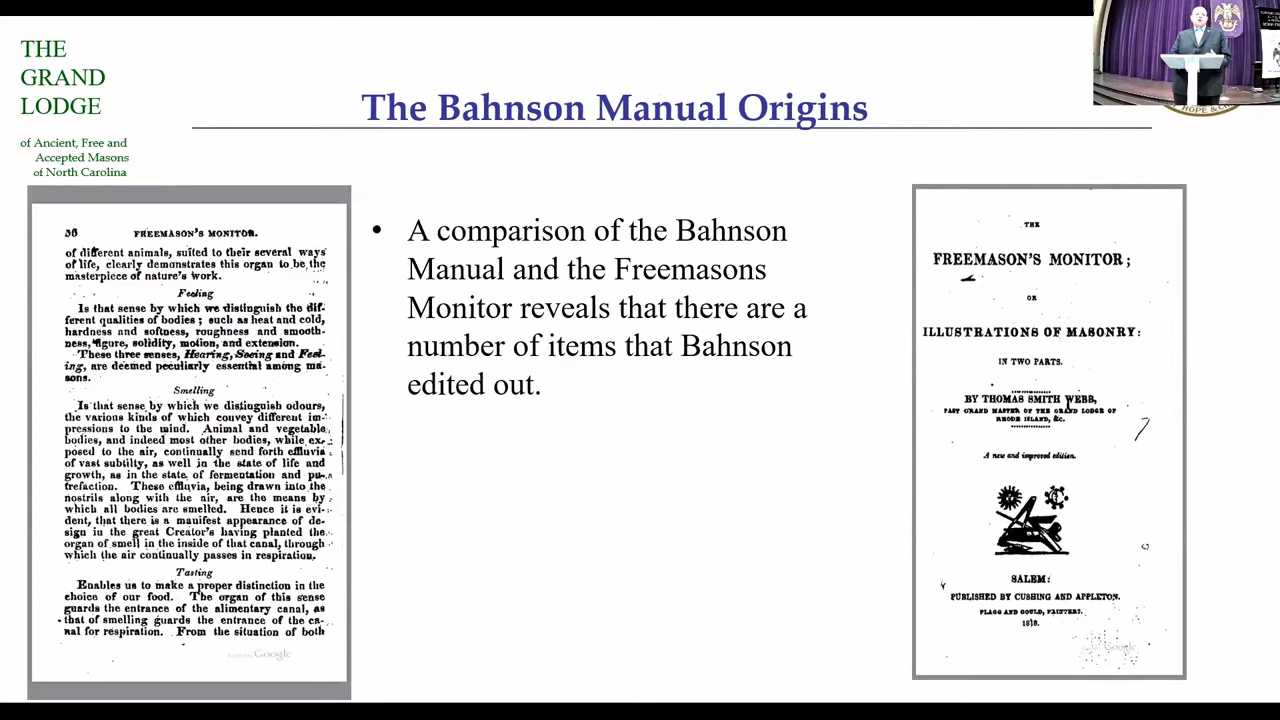 THE
GRAND
LODGE
of Ancient, Free and
Accepted Masons
of North Carolina
The Bahnson Manual Origins
HOPE &
36 FREEMASON'S MONITOR.
of different animals, suited to their several ways
of life, clearly demonstrates this organ to be the
masterpiece of nature's work.
Feeling
Is that sense by which we distinguish the dif-
ferent qualities of bodies; such as heat and cold,
hardness and softness, roughness and smooth-
ness, figure, solidity, motion, and extension.
These three senses, Hearing, Seeing and Feel-
ing, are deemed peculiarly essential among ma-
sons.
Smelling
Is that sense by which we distinguish odours,
the various kinds of which convey different im-
pressions to the mind. Animal and vegetable
bodies, and indeed most other bodies, while ex-
posed to the air, continually send forth effluvia
of vast subtilty, as well in the state of life and
growth, as in the state of fermentation and pu-
trefaction. These effluvia, being drawn into the
nostrils along with the air, are the means by
which all bodies are smelled. Hence it is evi-
dent, that there is a manifest appearance of de-
sign in the great Creator's having planted the
organ of smell in the inside of that canal, through
which the air continually passes in respiration.
Tasting
Enables us to make a proper distinction in the
choice of our food. The organ of this sense
guards the entrance of the alimentary canal, as
that of smelling guards the entrance of the ca-
nal for respiration. From the situation of both
Google
• A comparison of the Bahnson
Manual and the Freemasons
Monitor reveals that there are a
number of items that Bahnson
edited out.
THE
FREEMASON'S MONITOR;
OR
ILLUSTRATIONS OF MASONRY:
IN TWO PARTS.
BY THOMAS SMITH WEBB,
PAST GRAND MASTER OF THE GRAND LODGE OF
RHODE ISLAND, &C.
A new and improved edition.
SALEM:
PUBLISHED BY CUSHING AND APPLETON.
FLAGG AND GOULD, PRINTERS.
1818.
Google